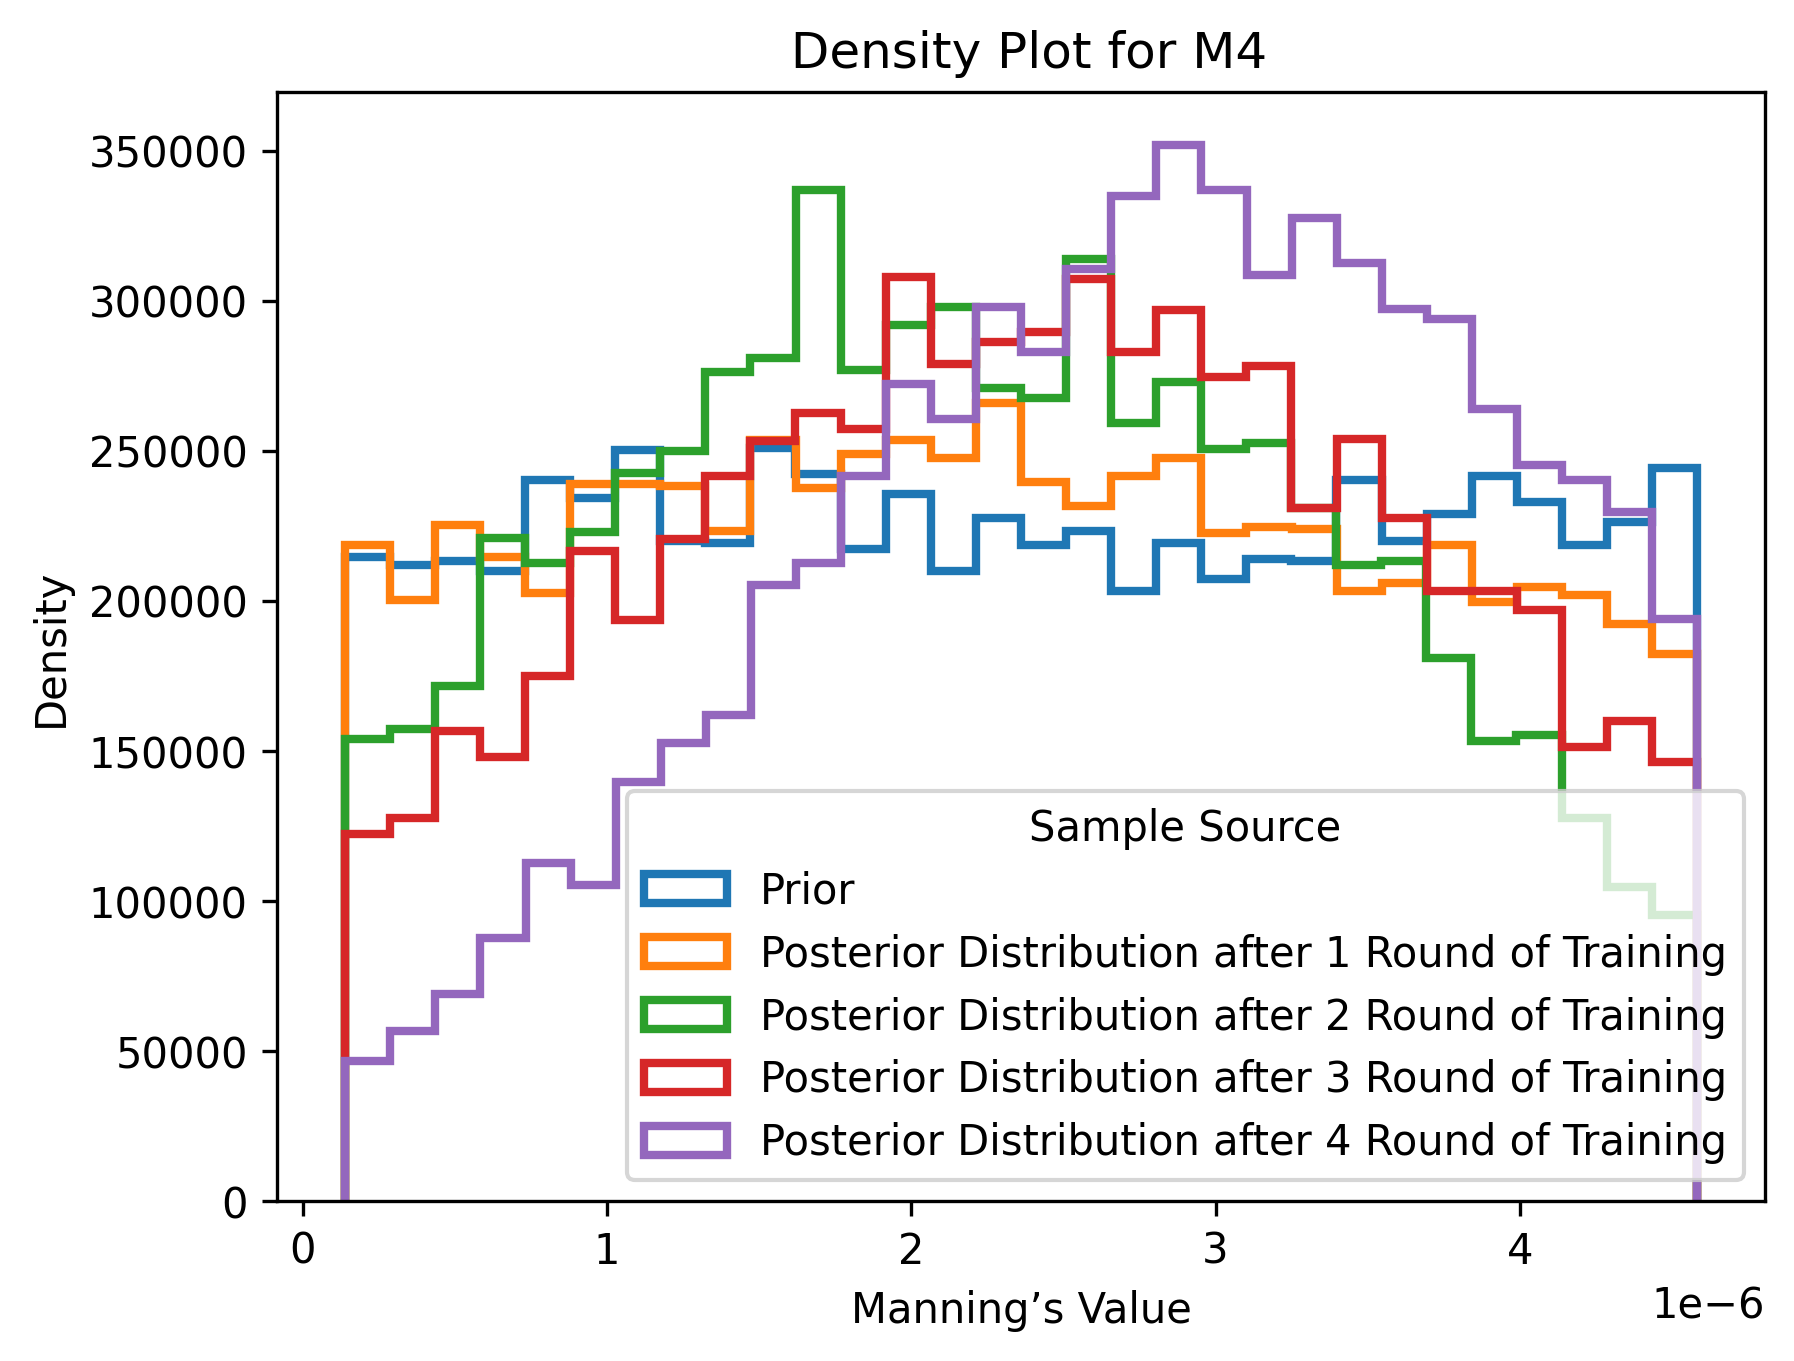 Density Plot for M4
350000
300000
250000
200000
150000
100000
50000
0
Density
Sample Source
Prior
Posterior Distribution after 1 Round of Training
Posterior Distribution after 2 Round of Training
Posterior Distribution after 3 Round of Training
Posterior Distribution after 4 Round of Training
0 1 2 3 4
1e−6
Manning’s Value